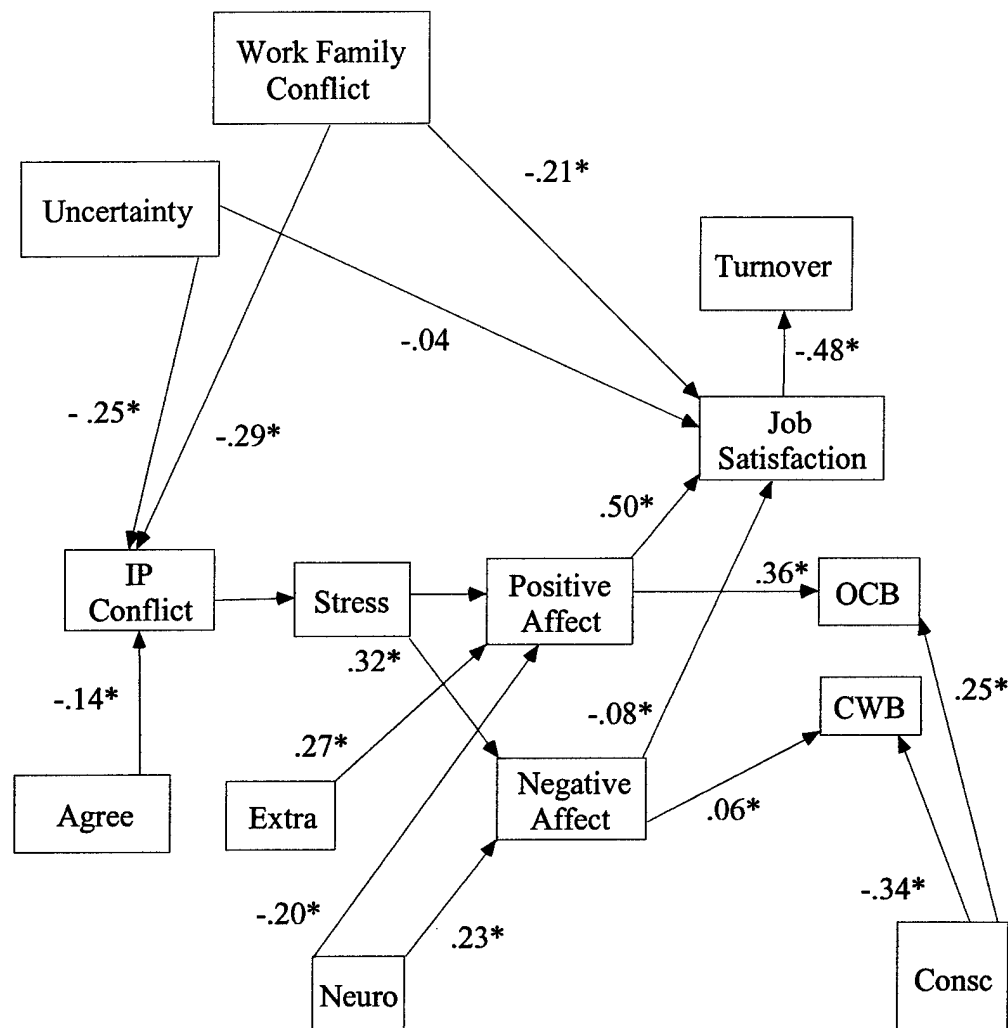 Work Family
Conflict
-.21*
Uncertainty
Turnover
-.04
-.48*
- .25*
-.29*
Job
Satisfaction
.50*
IP
Conflict
Stress
Positive
Affect
.36*
OCB
.32*
-.14*
.27*
-.08*
CWB
.25*
Agree
Extra
Negative
Affect
.06*
-.20*
.23*
-.34*
Neuro
Consc